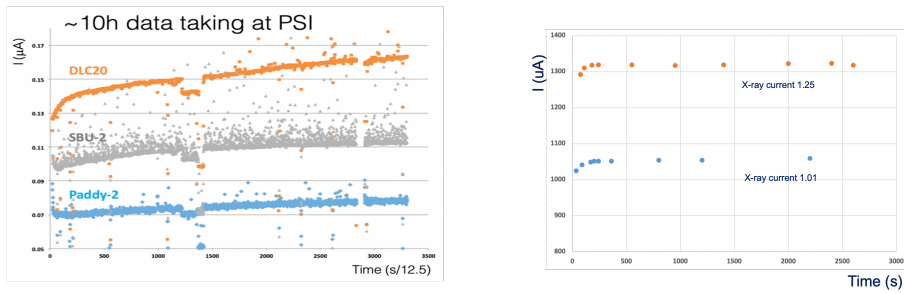 ~10h data taking at PSI
I (μA)
0.17
0.15
0.13
0.11
0.09
0.07
0.05
DLC20
SBU-2
Paddy-2
0 500 1000 1500 2000 2500 3000 3500
Time (s/12.5)
I (uA)
1400
1300
1200
1100
1000
900
800
X-ray current 1.25
X-ray current 1.01
0 500 1000 1500 2000 2500 3000
Time (s)